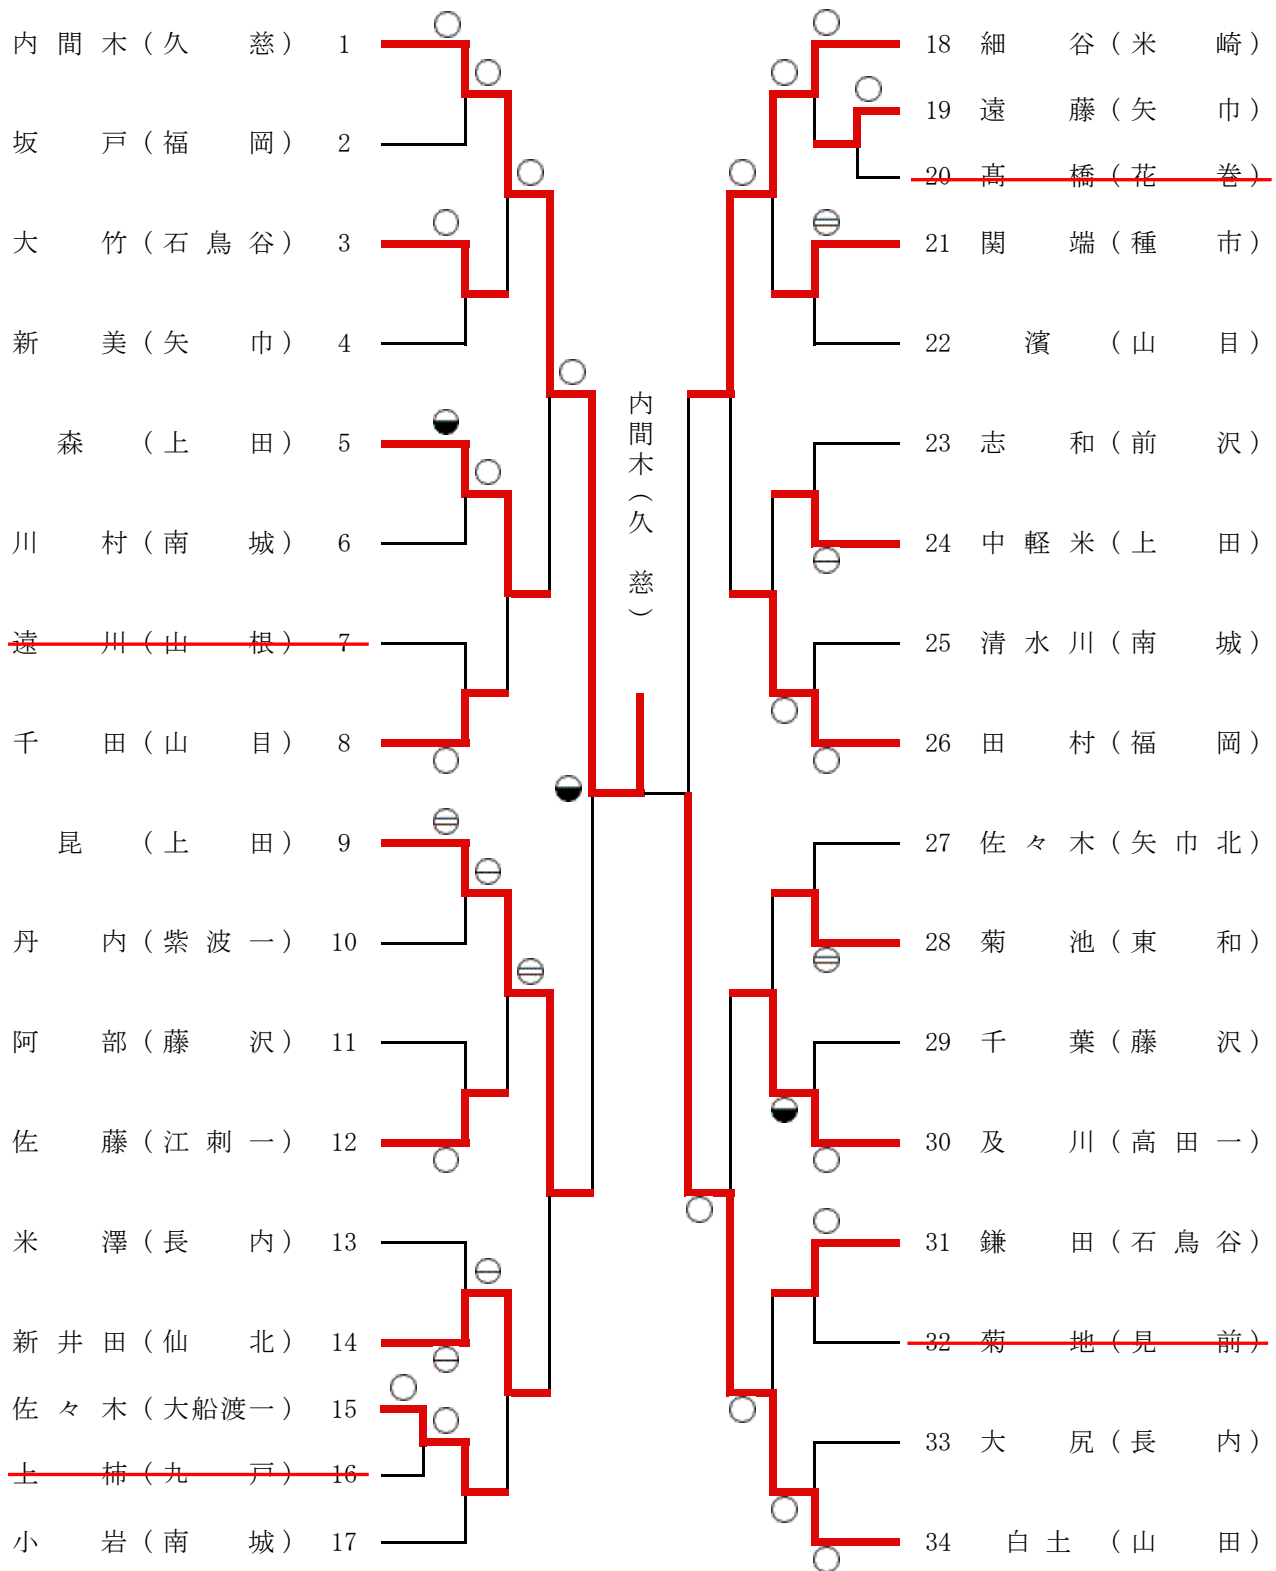 内間木（久慈） 1
坂戸（福岡） 2
大竹（石鳥谷） 3
新美（矢巾） 4
森（上田） 5
川村（南城） 6
遠川（山根） 7
千田（山目） 8
昆（上田） 9
丹内（紫波一） 10
阿部（藤沢） 11
佐藤（江刺一） 12
米澤（長内） 13
新井田（仙北） 14
佐々木（大船渡一） 15
上柿（九戸） 16
小岩（南城） 17
内間木（久慈）
18 細谷（米崎）
19 遠藤（矢巾）
20 髙橋（花巻）
21 関端（種市）
22 濱（山目）
23 志和（前沢）
24 中軽米（上田）
25 清水川（南城）
26 田村（福岡）
27 佐々木（矢巾北）
28 菊池（東和）
29 千葉（藤沢）
30 及川（高田一）
31 鎌田（石鳥谷）
32 菊地（見前）
33 大尻（長内）
34 白土（山田）